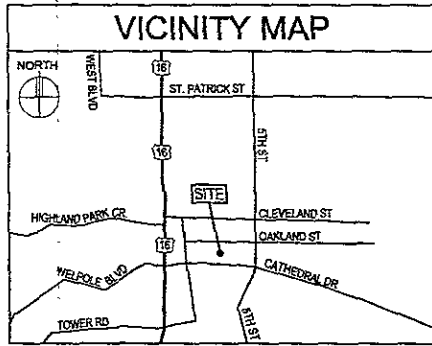 VICINITY MAP
NORTH
WEST BLVD
16
ST. PATRICK ST
16
5TH ST
SITE
HIGHLAND PARK CR
CLEVELAND ST
16
OAKLAND ST
WELPOLE BLVD
CATHEDRAL DR
TOWER RD
5TH ST